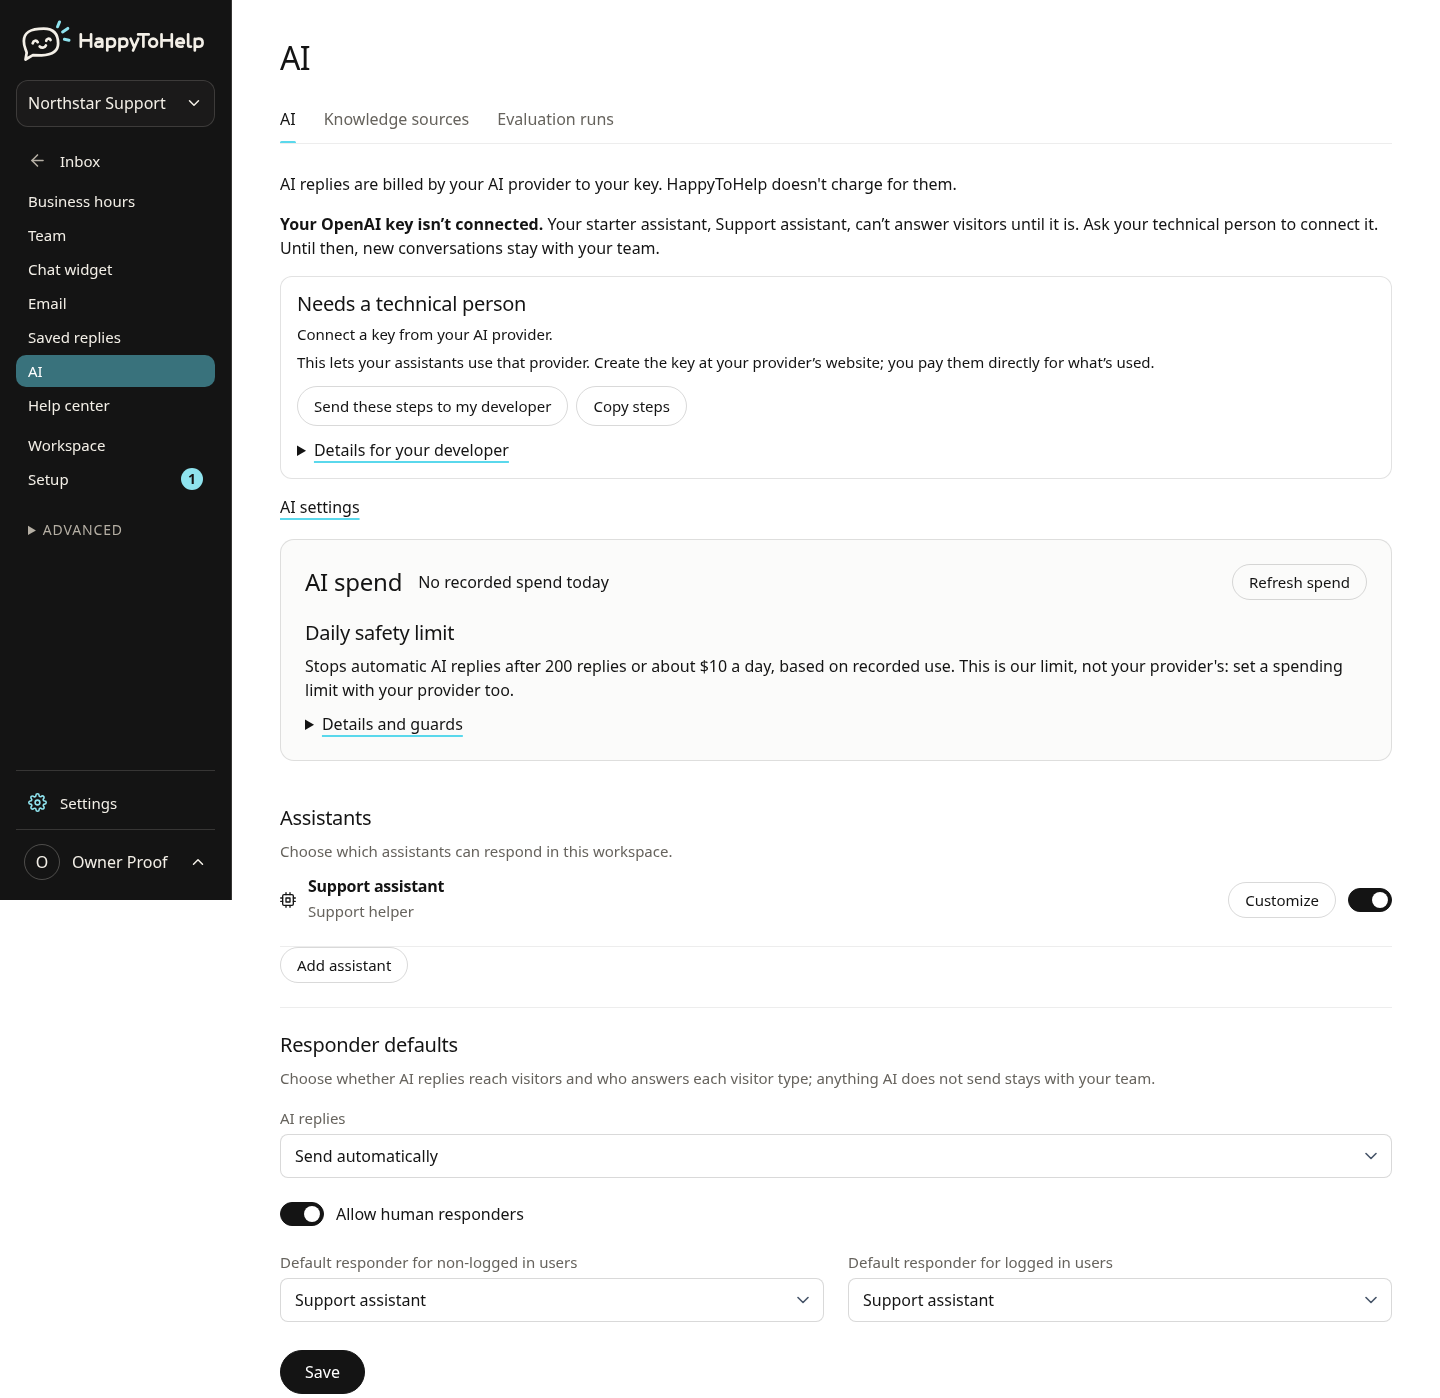 HappyToHelp
Northstar Support
Inbox
Business hours
Team
Chat widget
Email
Saved replies
AI
Help center
Workspace
Setup 1
ADVANCED
Settings
O Owner Proof
AI
AI Knowledge sources Evaluation runs
AI replies are billed by your AI provider to your key. HappyToHelp doesn't charge for them.
Your OpenAI key isn’t connected. Your starter assistant, Support assistant, can’t answer visitors until it is. Ask your technical person to connect it.
Until then, new conversations stay with your team.
Needs a technical person
Connect a key from your AI provider.
This lets your assistants use that provider. Create the key at your provider’s website; you pay them directly for what’s used.
Send these steps to my developer Copy steps
Details for your developer
AI settings
AI spend No recorded spend today Refresh spend
Daily safety limit
Stops automatic AI replies after 200 replies or about $10 a day, based on recorded use. This is our limit, not your provider's: set a spending
limit with your provider too.
Details and guards
Assistants
Choose which assistants can respond in this workspace.
Support assistant
Support helper
Customize
Add assistant
Responder defaults
Choose whether AI replies reach visitors and who answers each visitor type; anything AI does not send stays with your team.
AI replies
Send automatically
Allow human responders
Default responder for non-logged in users Default responder for logged in users
Support assistant Support assistant
Save